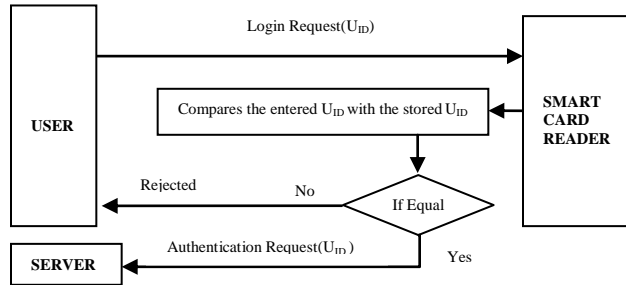 Login Request(U_ID)
USER
Compares the entered U_ID with the stored U_ID
SMART
CARD
READER
Rejected
No
If Equal
Authentication Request(U_ID )
Yes
SERVER